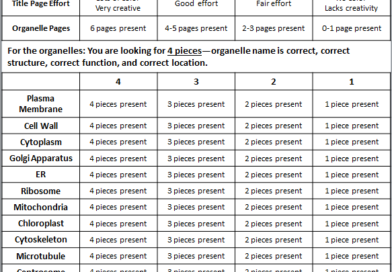 Title Page Effort Very creative Good effort Fair effort Lacks creativity
Organelle Pages 6 pages present 4-5 pages present 2-3 pages present 0-1 page present
For the organelles: You are looking for 4 pieces—organelle name is correct, correct
structure, correct function, and correct location.
4 3 2 1
Plasma
Membrane 4 pieces present 3 pieces present 2 pieces present 1 piece present
Cell Wall 4 pieces present 3 pieces present 2 pieces present 1 piece present
Cytoplasm 4 pieces present 3 pieces present 2 pieces present 1 piece present
Golgi Apparatus 4 pieces present 3 pieces present 2 pieces present 1 piece present
ER 4 pieces present 3 pieces present 2 pieces present 1 piece present
Ribosome 4 pieces present 3 pieces present 2 pieces present 1 piece present
Mitochondria 4 pieces present 3 pieces present 2 pieces present 1 piece present
Chloroplast 4 pieces present 3 pieces present 2 pieces present 1 piece present
Cytoskeleton 4 pieces present 3 pieces present 2 pieces present 1 piece present
Microtubule 4 pieces present 3 pieces present 2 pieces present 1 piece present
Centrosome 4 pieces present 3 pieces present 2 pieces present 1 piece present